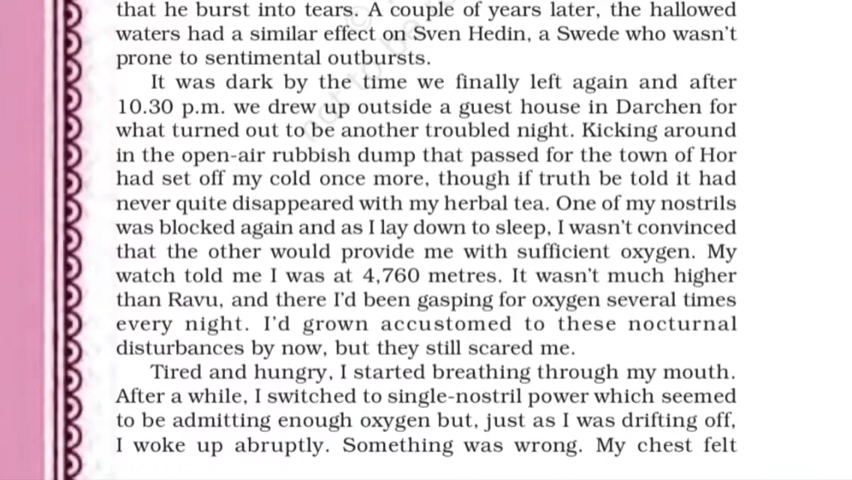 that he burst into tears. A couple of years later, the hallowed
waters had a similar effect on Sven Hedin, a Swede who wasn't
prone to sentimental outbursts.
It was dark by the time we finally left again and after
10.30 p.m. we drew up outside a guest house in Darchen for
what turned out to be another troubled night. Kicking around
in the open-air rubbish dump that passed for the town of Hor
had set off my cold once more, though if truth be told it had
never quite disappeared with my herbal tea. One of my nostrils
was blocked again and as I lay down to sleep, I wasn't convinced
that the other would provide me with sufficient oxygen. My
watch told me I was at 4,760 metres. It wasn't much higher
than Ravu, and there I'd been gasping for oxygen several times
every night. I'd grown accustomed to these nocturnal
disturbances by now, but they still scared me.
Tired and hungry, I started breathing through my mouth.
After a while, I switched to single-nostril power which seemed
to be admitting enough oxygen but, just as I was drifting off,
I woke up abruptly. Something was wrong. My chest felt